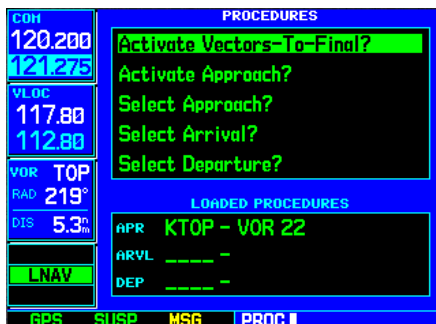 COM
120.200
121.275
VLOC
117.80
112.80
VOR TOP
RAD 219°
DIS 5.3nm
LNAV
PROCEDURES
Activate Vectors-To-Final?
Activate Approach?
Select Approach?
Select Arrival?
Select Departure?
LOADED PROCEDURES
APR KTOP - VOR 22
ARVL ____ -
DEP ____ -
GPS SUSP MSG PROC